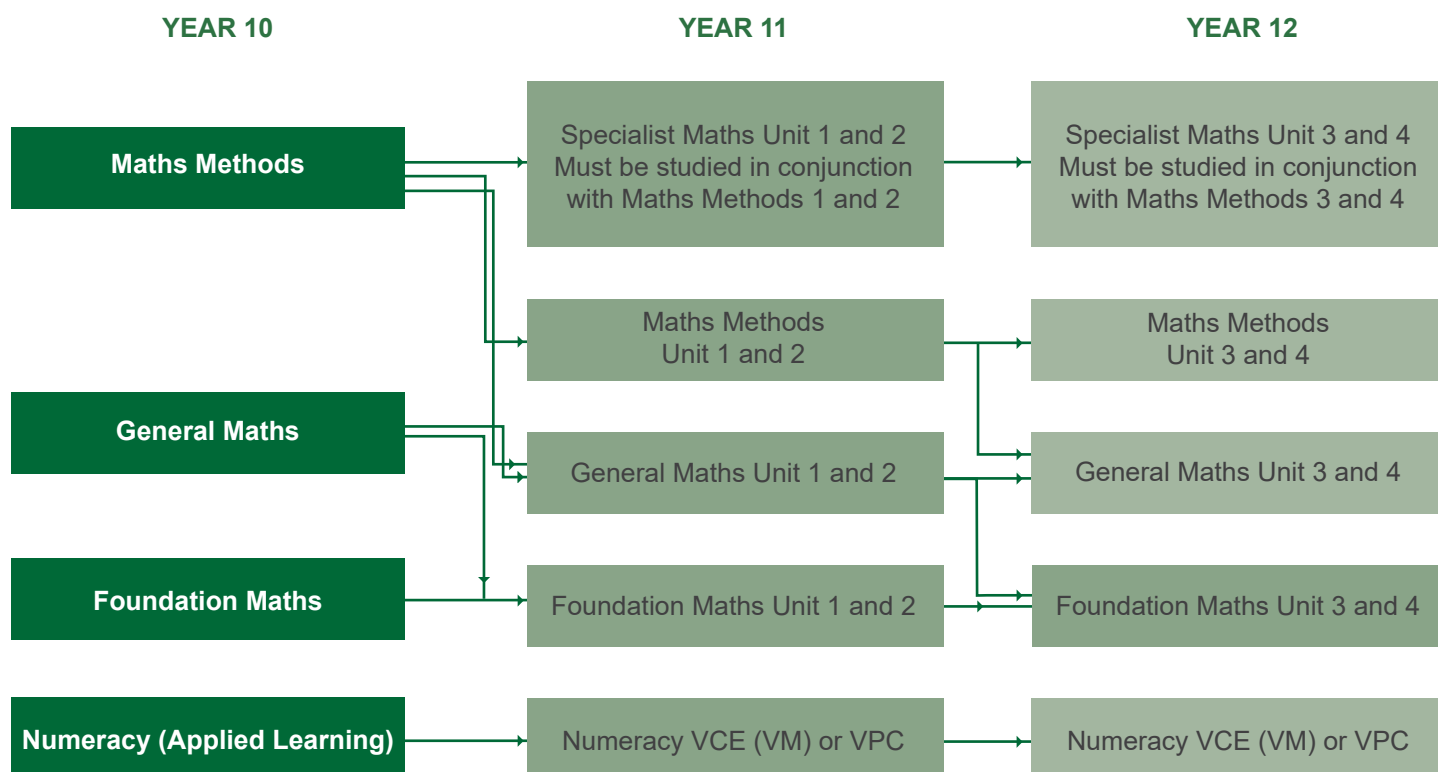 YEAR 10
YEAR 11
YEAR 12
Maths Methods
Specialist Maths Unit 1 and 2
Must be studied in conjunction
with Maths Methods 1 and 2
Specialist Maths Unit 3 and 4
Must be studied in conjunction
with Maths Methods 3 and 4
Maths Methods
Unit 1 and 2
Maths Methods
Unit 3 and 4
General Maths
General Maths Unit 1 and 2
General Maths Unit 3 and 4
Foundation Maths
Foundation Maths Unit 1 and 2
Foundation Maths Unit 3 and 4
Numeracy (Applied Learning)
Numeracy VCE (VM) or VPC
Numeracy VCE (VM) or VPC